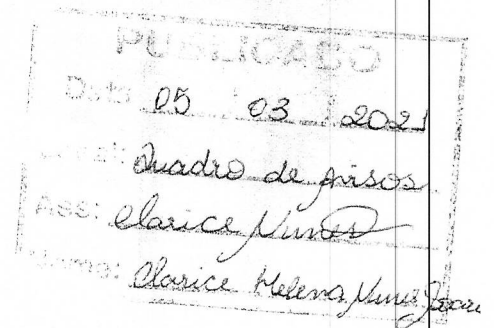 PUBLICADO
Data 05 03 2021
Quadro de Avisos
Ass: Clarice Nunes
Clarice Helena Nunes